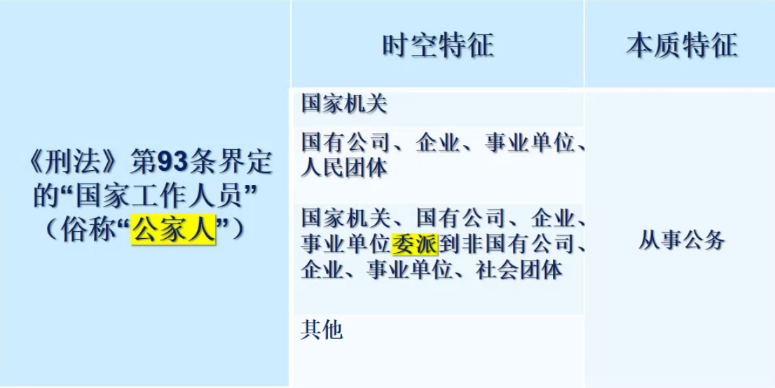 《刑法》第93条界定
的“国家工作人员”
（俗称“公家人”）
时空特征
本质特征
国家机关
国有公司、企业、事业单位、
人民团体
国家机关、国有公司、企业、
事业单位委派到非国有公司、
企业、事业单位、社会团体
其他
从事公务